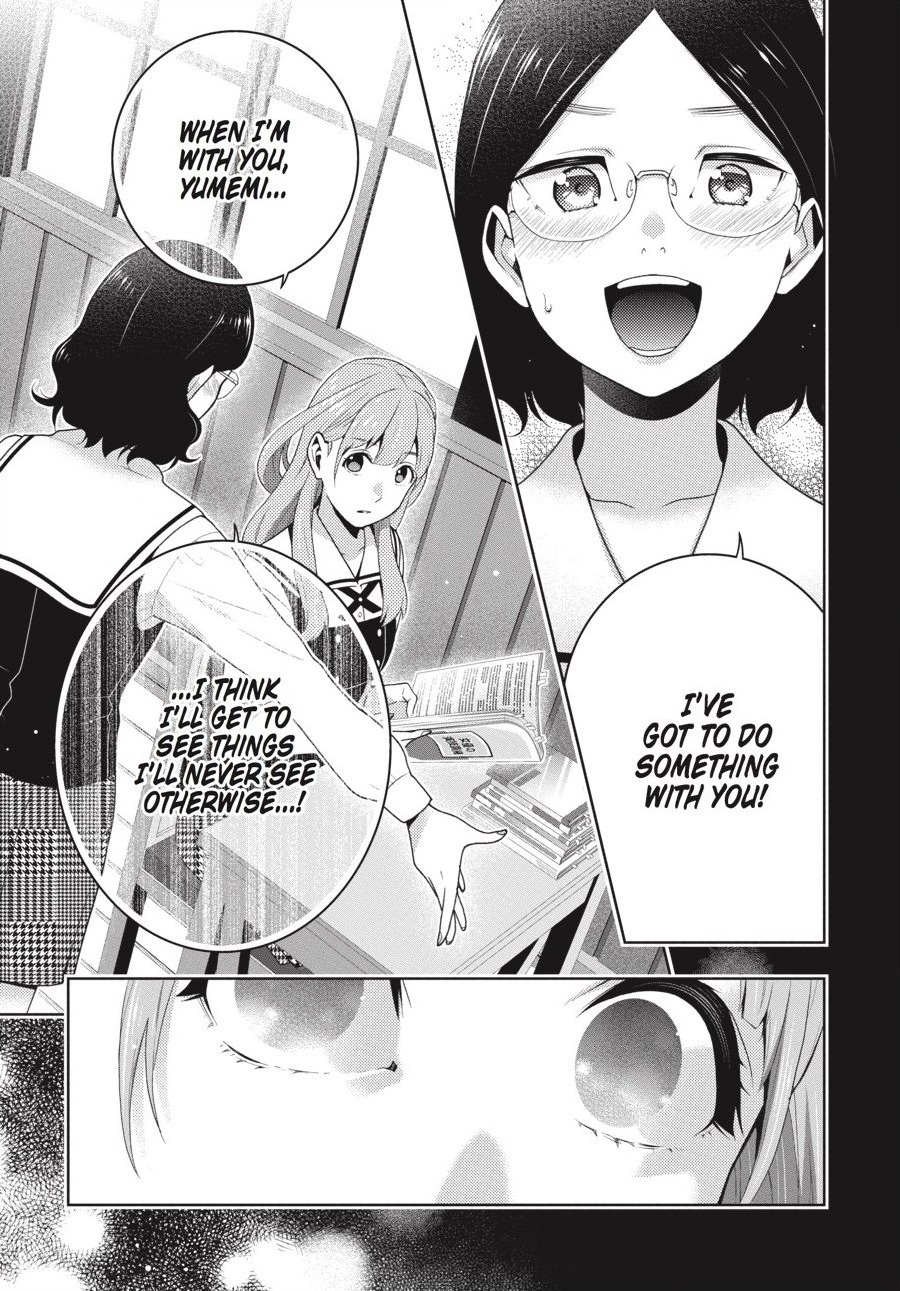 I'VE
GOT TO DO
SOMETHING
WITH YOU!
WHEN I'M
WITH YOU,
YUMEMI...
...I THINK
I'LL GET TO
SEE THINGS
I'LL NEVER SEE
OTHERWISE...!